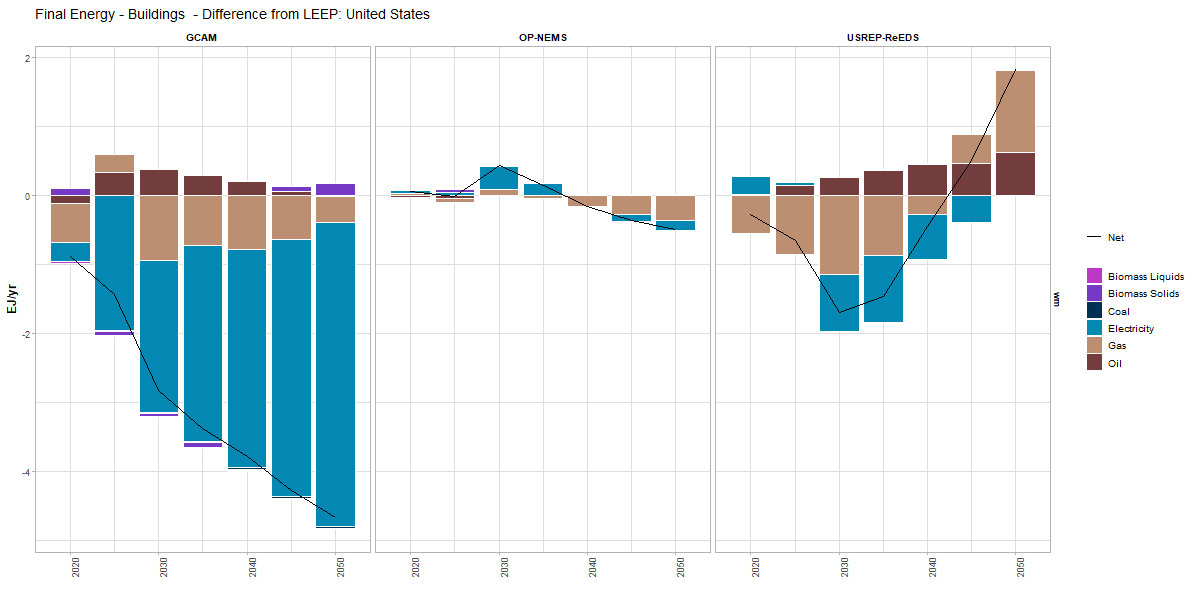 Final Energy - Buildings  - Difference from LEEP: United States
GCAM
OP-NEMS
USREP-ReEDS
EJ/yr
2
0
-2
-4
2020
2030
2040
2050
2020
2030
2040
2050
2020
2030
2040
2050
wm
Net
Biomass Liquids
Biomass Solids
Coal
Electricity
Gas
Oil